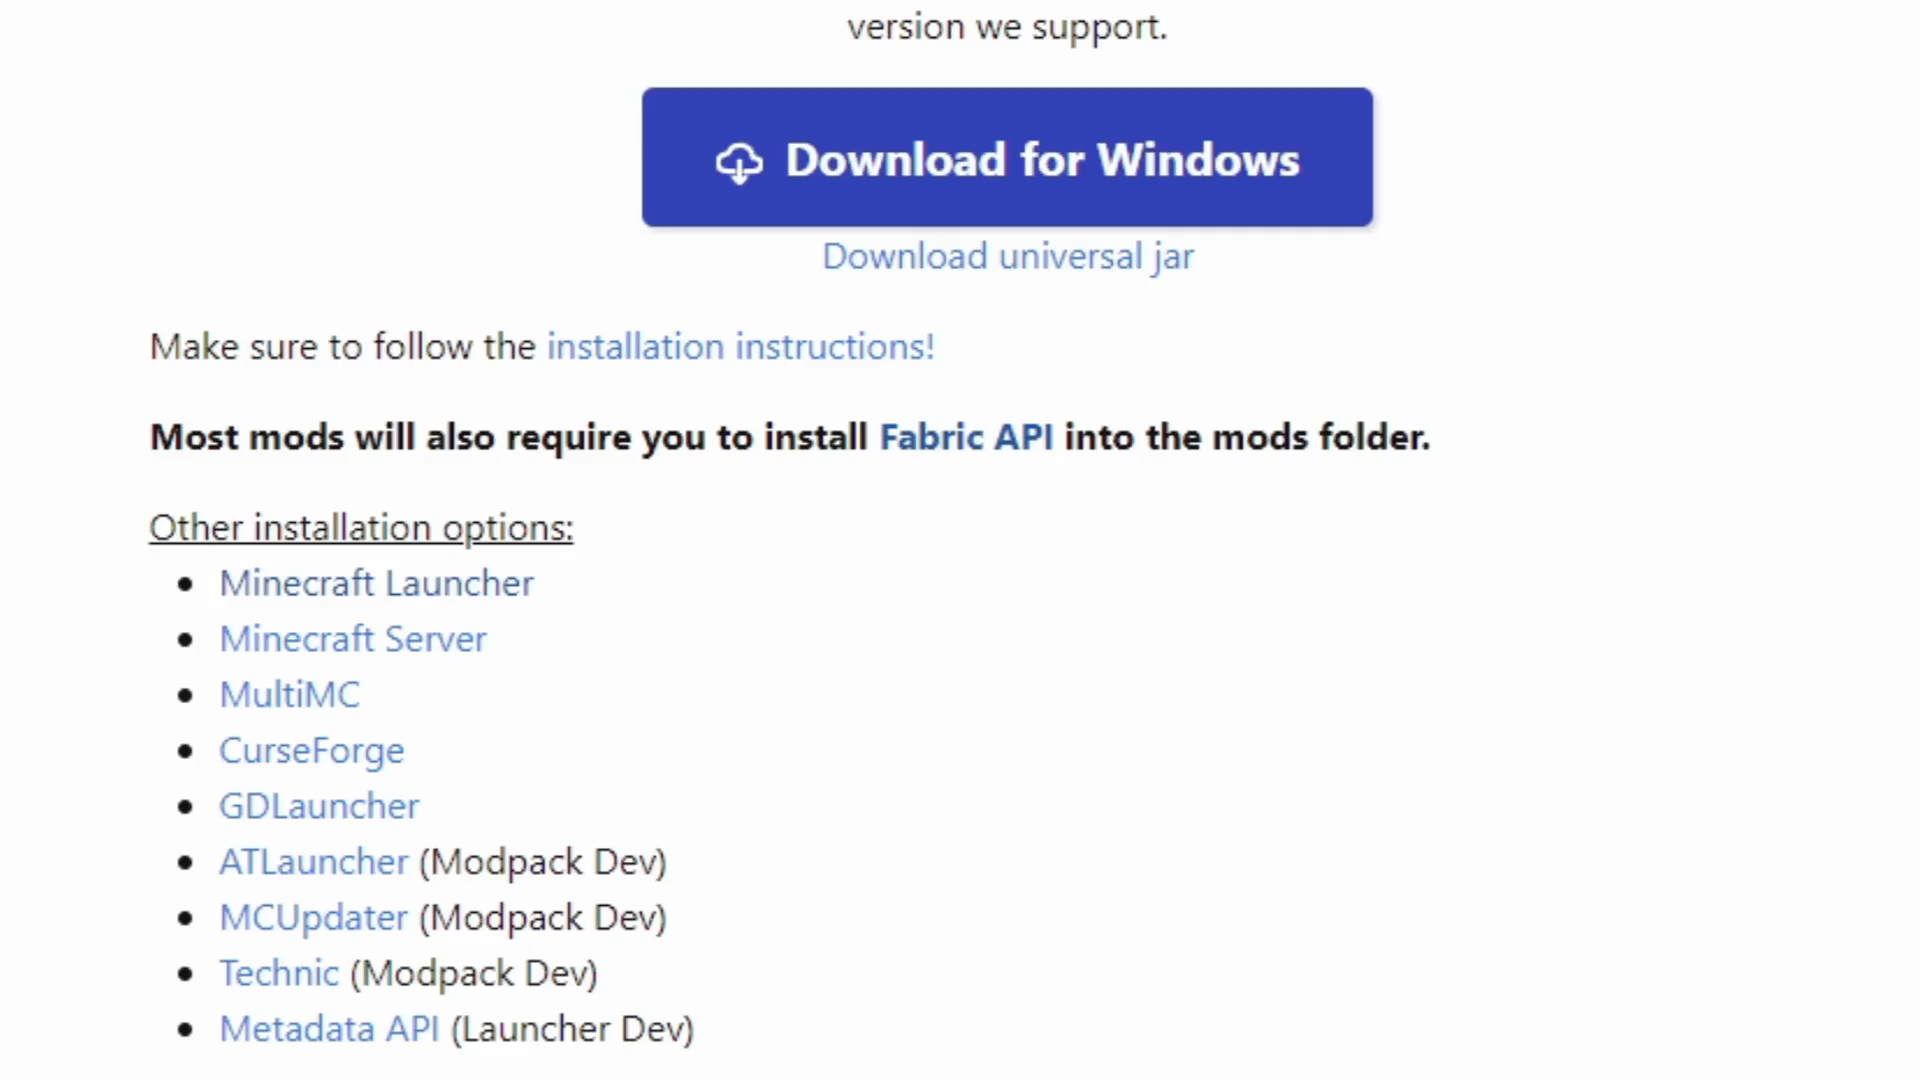 version we support.
Download for Windows
Download universal jar
Make sure to follow the installation instructions!
Most mods will also require you to install Fabric API into the mods folder.
Other installation options:
Minecraft Launcher
Minecraft Server
MultiMC
CurseForge
GDLauncher
ATLauncher (Modpack Dev)
MCUpdater (Modpack Dev)
Technic (Modpack Dev)
Metadata API (Launcher Dev)